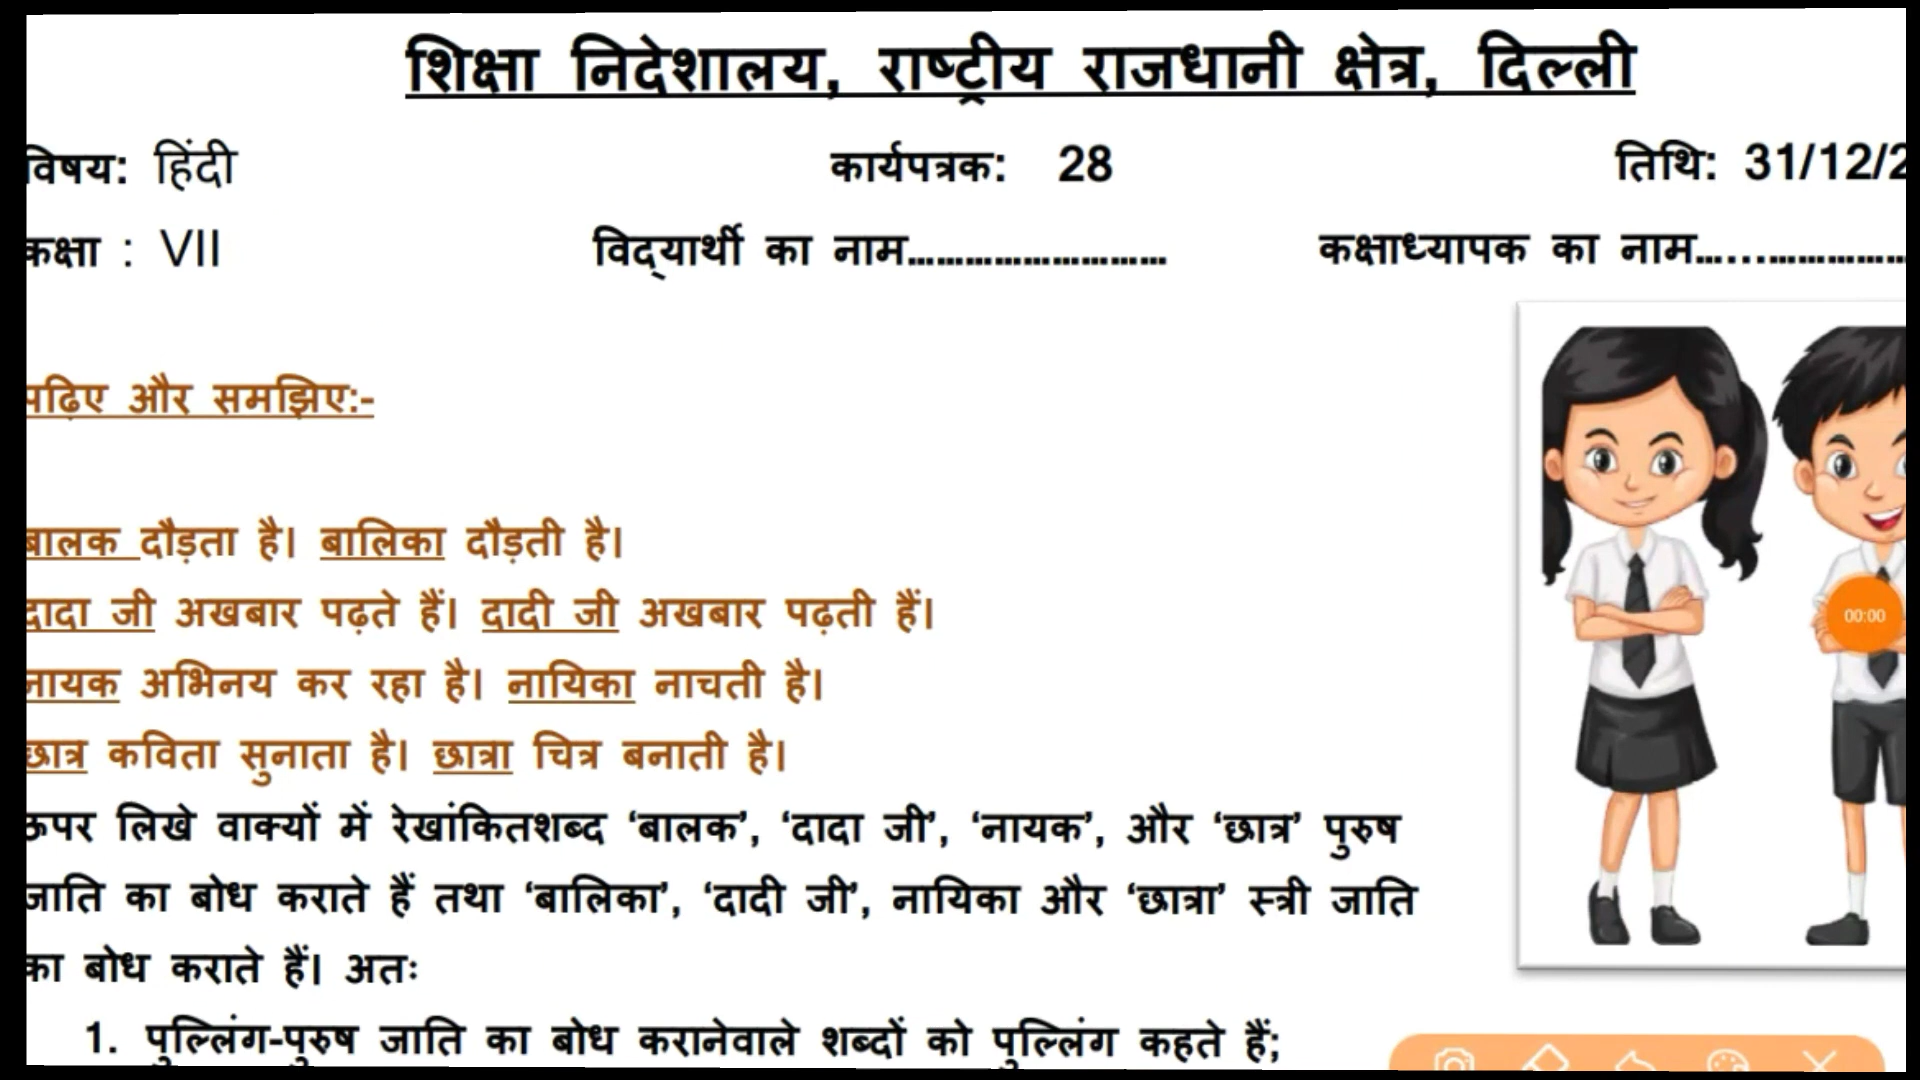 शिक्षा निदेशालय, राष्ट्रीय राजधानी क्षेत्र, दिल्ली
विषय: हिंदी कार्यपत्रक: 28 तिथि: 31/12/2
कक्षा : VII विद्यार्थी का नाम........................... कक्षाध्यापक का नाम......................
पढ़िए और समझिए:-
बालक दौड़ता है। बालिका दौड़ती है।
दादा जी अखबार पढ़ते हैं। दादी जी अखबार पढ़ती हैं।
नायक अभिनय कर रहा है। नायिका नाचती है।
छात्र कविता सुनाता है। छात्रा चित्र बनाती है।
00:00
ऊपर लिखे वाक्यों में रेखांकितशब्द ‘बालक’, ‘दादा जी’, ‘नायक’, और ‘छात्र’ पुरुष
जाति का बोध कराते हैं तथा ‘बालिका’, ‘दादी जी’, नायिका और ‘छात्रा’ स्त्री जाति
का बोध कराते हैं। अतः
1. पुल्लिंग-पुरुष जाति का बोध करानेवाले शब्दों को पुल्लिंग कहते हैं;